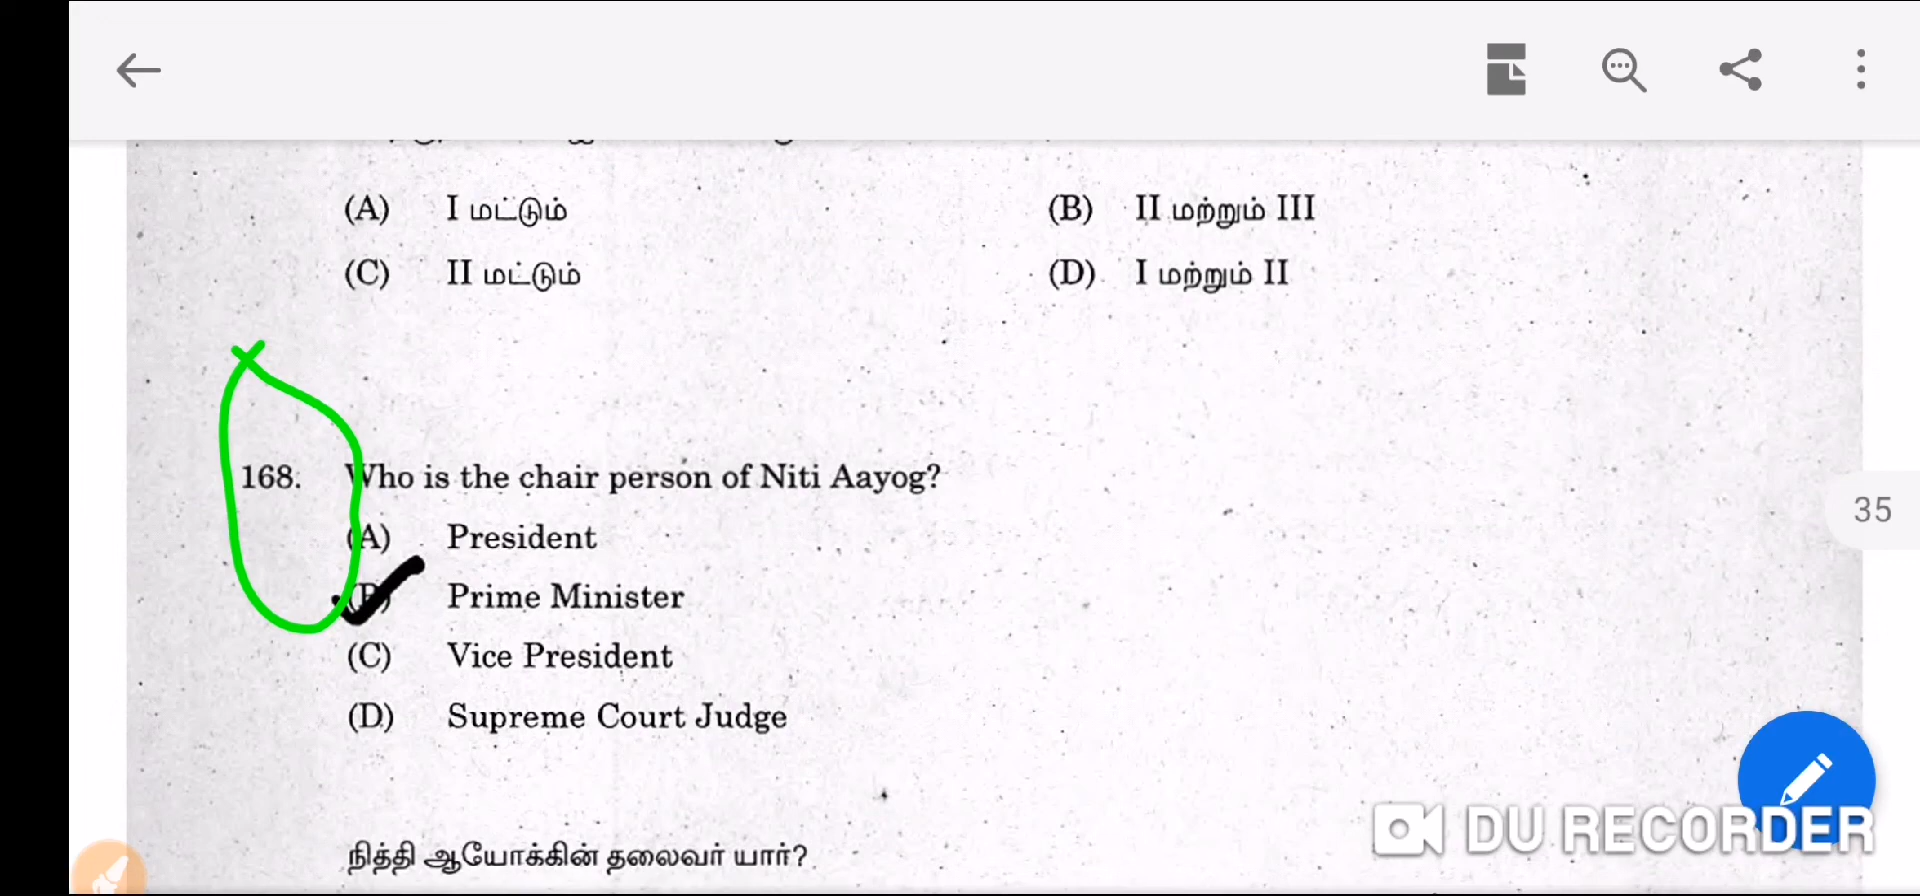 (A) I மட்டும் (B) II மற்றும் III
(C) II மட்டும் (D) I மற்றும் II
168. Who is the chair person of Niti Aayog?
(A) President
(B) Prime Minister
(C) Vice President
(D) Supreme Court Judge
நித்தி ஆயோக்கின் தலைவர் யார்?
35
DU RECORDER